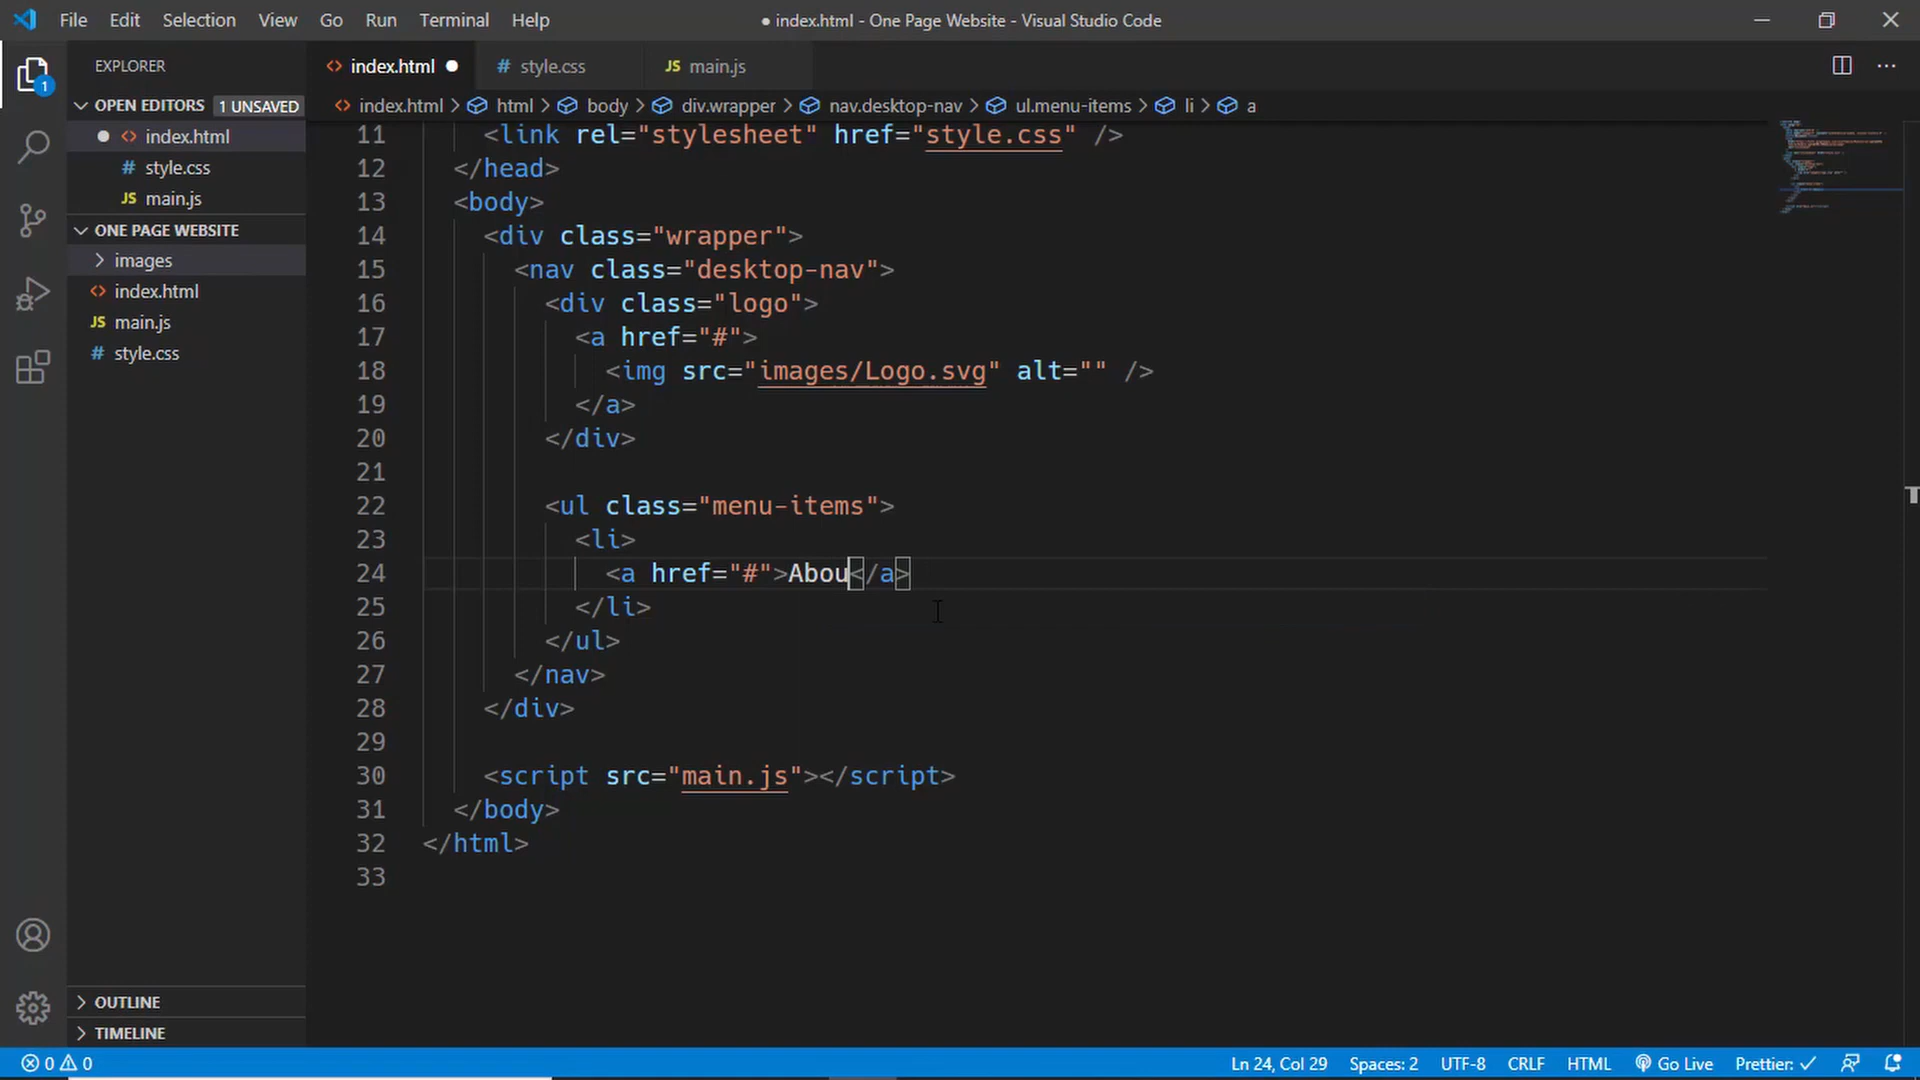 File Edit Selection View Go Run Terminal Help
● index.html - One Page Website - Visual Studio Code
EXPLORER
index.html
# style.css
JS main.js
OPEN EDITORS 1 UNSAVED
index.html > html > body > div.wrapper > nav.desktop-nav > ul.menu-items > li > a
1
index.html
# style.css
JS main.js
ONE PAGE WEBSITE
images
index.html
JS main.js
# style.css
11 <link rel="stylesheet" href="style.css" />
12 </head>
13 <body>
14 <div class="wrapper">
15 <nav class="desktop-nav">
16 <div class="logo">
17 <a href="#">
18 <img src="images/Logo.svg" alt="" />
19 </a>
20 </div>
21
22 <ul class="menu-items">
23 <li>
24 <a href="#">Abou</a>
25 </li>
26 </ul>
27 </nav>
28 </div>
29
30 <script src="main.js"></script>
31 </body>
32 </html>
33
OUTLINE
TIMELINE
0 0
Ln 24, Col 29 Spaces: 2 UTF-8 CRLF HTML Go Live Prettier: ✓